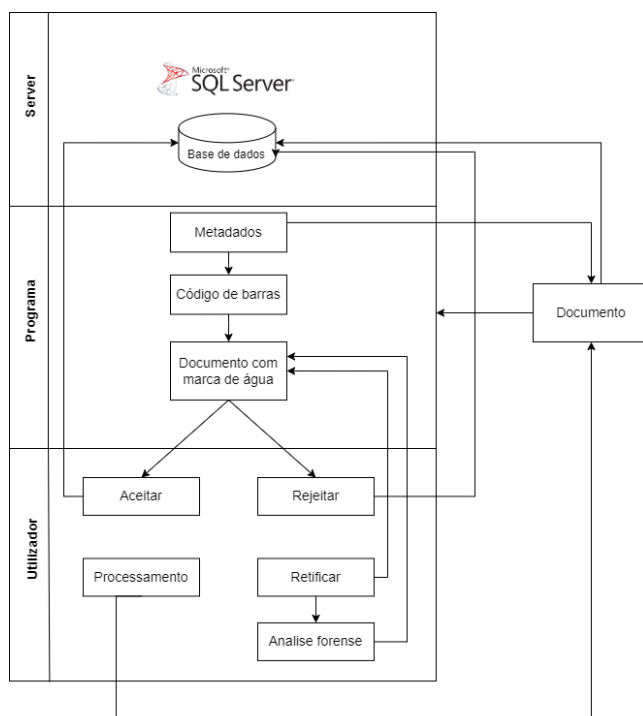 Server
Microsoft
SQL Server
Base de dados
Programa
Metadados
Código de barras
Documento com
marca de água
Documento
Utilizador
Aceitar
Rejeitar
Processamento
Retificar
Analise forense